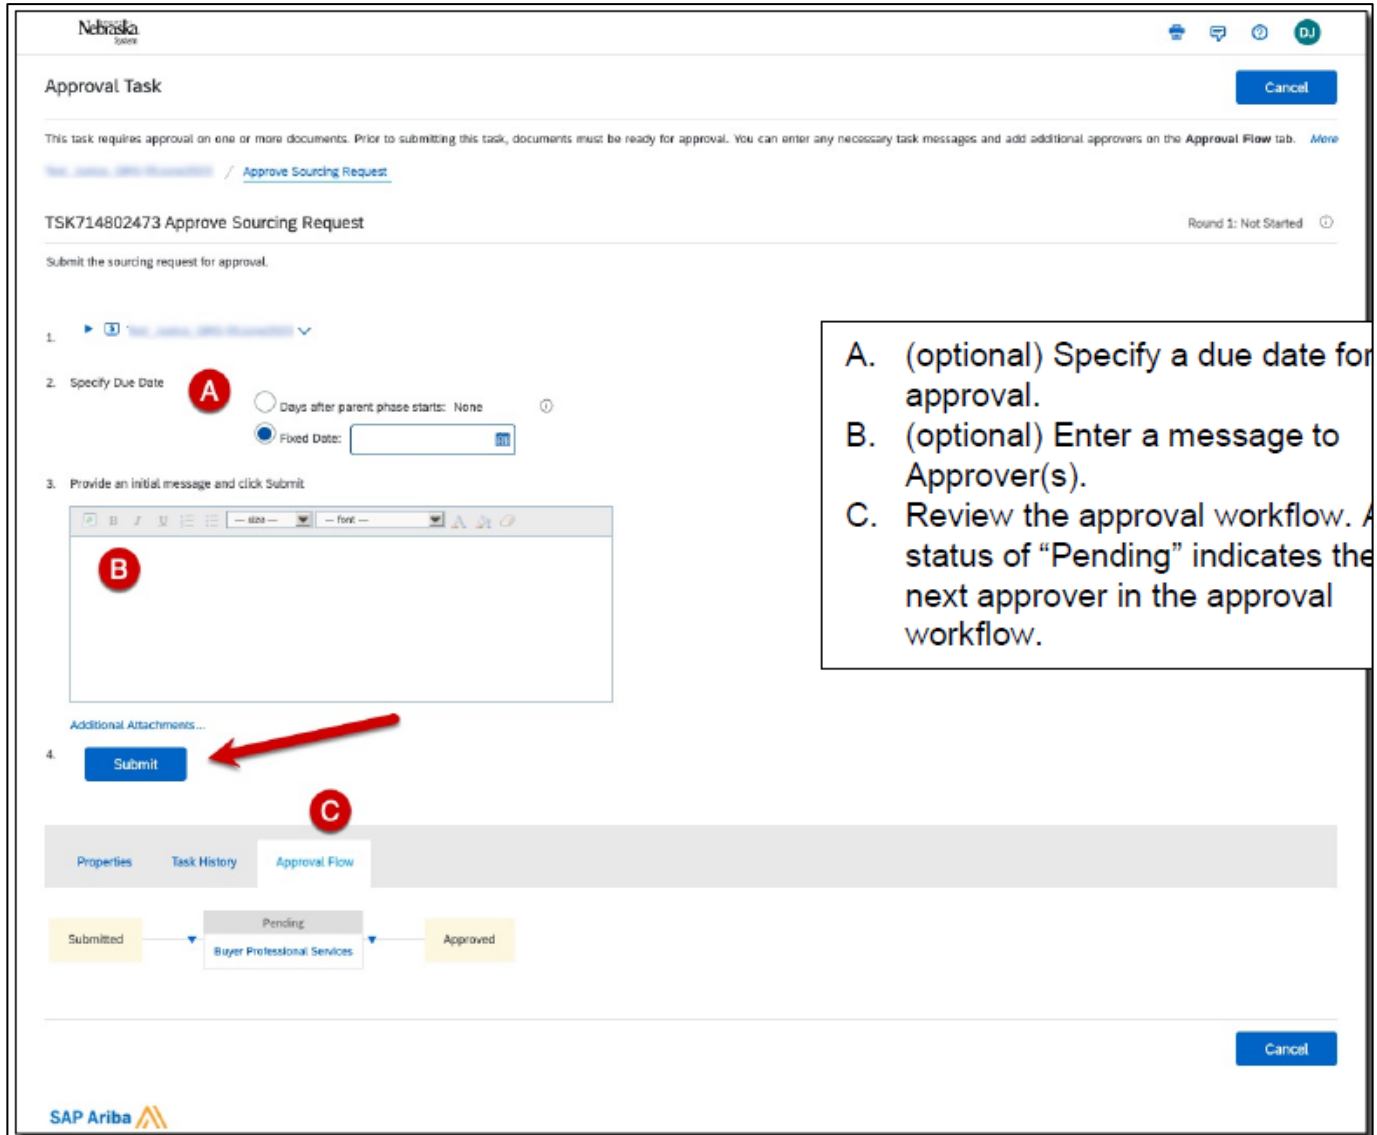 Nebraska
System
DJ
Approval Task
Cancel
This task requires approval on one or more documents. Prior to submitting this task, documents must be ready for approval. You can enter any necessary task messages and add additional approvers on the Approval Flow tab. More
/ Approve Sourcing Request
TSK714802473 Approve Sourcing Request
Round 1: Not Started
Submit the sourcing request for approval.
1.
2. Specify Due Date
A
Days after parent phase starts: None
Fixed Date:
3. Provide an initial message and click Submit
B I U — size — — font — A
B
Additional Attachments...
4. Submit
A. (optional) Specify a due date for
approval.
B. (optional) Enter a message to
Approver(s).
C. Review the approval workflow. A
status of “Pending” indicates the
next approver in the approval
workflow.
C
Properties Task History Approval Flow
Submitted
Pending
Buyer Professional Services
Approved
Cancel
SAP Ariba